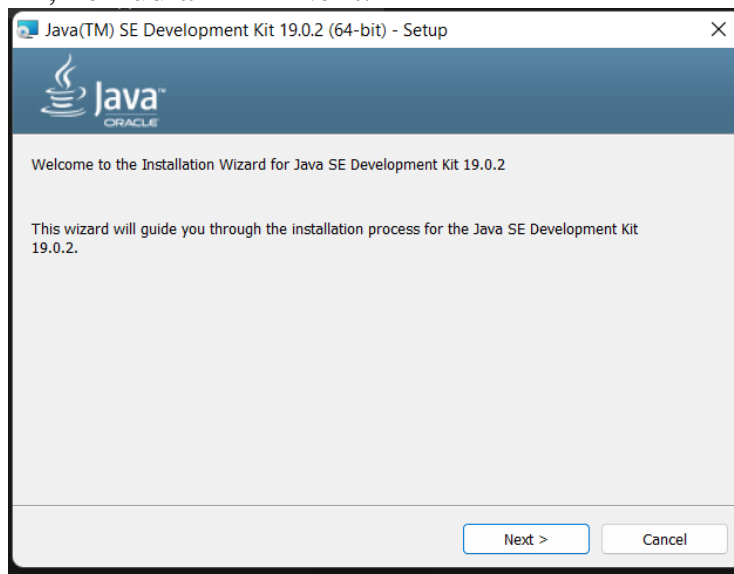 Java(TM) SE Development Kit 19.0.2 (64-bit) - Setup
Java™
ORACLE
Welcome to the Installation Wizard for Java SE Development Kit 19.0.2
This wizard will guide you through the installation process for the Java SE Development Kit
19.0.2.
Next >
Cancel